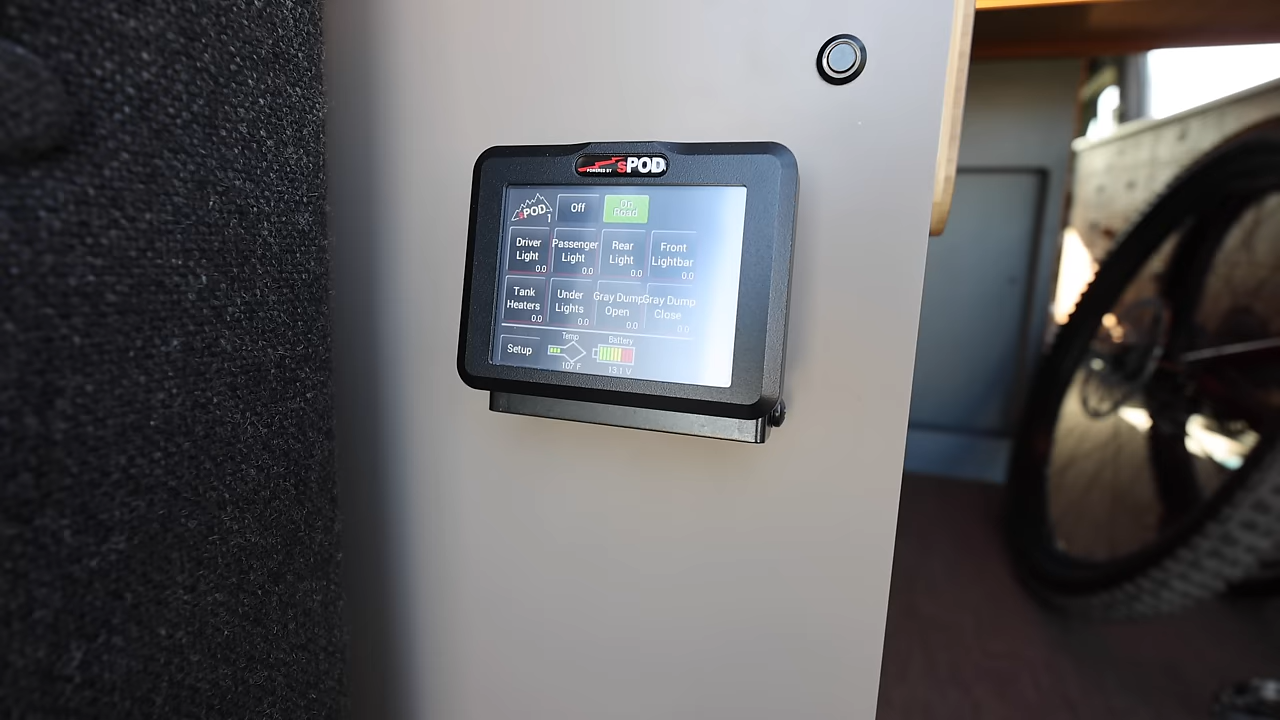 POWERED BY sPOD
sPOD 1
Off
On Road
Driver Light 0.0
Passenger Light 0.0
Rear Light 0.0
Front Lightbar 0.0
Tank Heaters 0.0
Under Lights 0.0
Gray Dump Open 0.0
Gray Dump Close 0.0
Setup
Temp
107 F
Battery
13.1 V